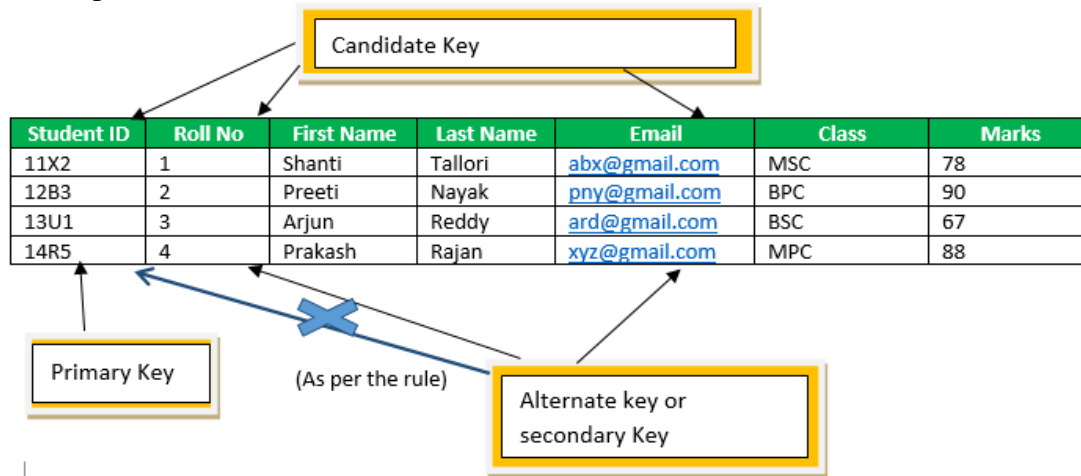 Candidate Key
Student ID Roll No First Name Last Name Email Class Marks
11X2 1 Shanti Tallori abx@gmail.com MSC 78
12B3 2 Preeti Nayak pny@gmail.com BPC 90
13U1 3 Arjun Reddy ard@gmail.com BSC 67
14R5 4 Prakash Rajan xyz@gmail.com MPC 88
Primary Key
(As per the rule)
Alternate key or
secondary Key